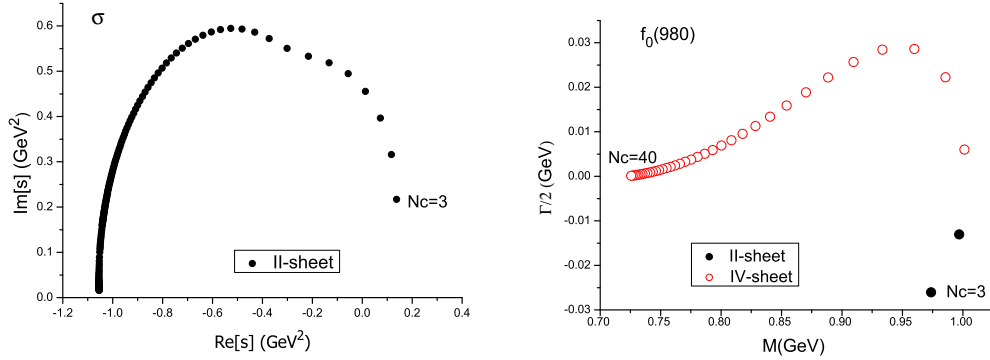 σ
Im[s] (GeV²)
0.6
0.5
0.4
0.3
0.2
0.1
0.0
Nc=3
II-sheet
-1.2 -1.0 -0.8 -0.6 -0.4 -0.2 0.0 0.2 0.4
Re[s] (GeV²)
f₀(980)
Γ/2 (GeV)
0.03
0.02
0.01
0.00
-0.01
-0.02
-0.03
Nc=40
II-sheet
IV-sheet
Nc=3
0.70 0.75 0.80 0.85 0.90 0.95 1.00
M(GeV)